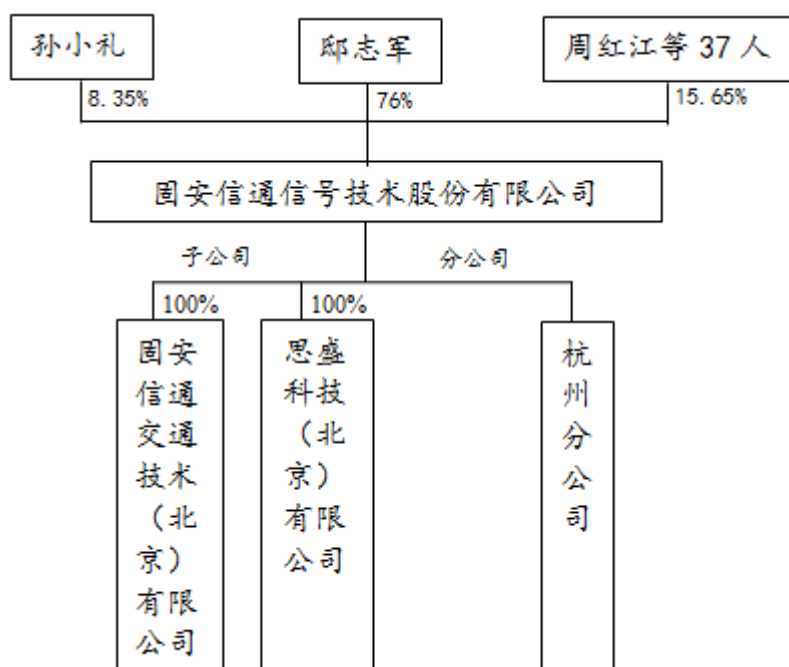 孙小礼
邸志军
周红江等 37 人
8.35%
76%
15.65%
固安信通信号技术股份有限公司
子公司
分公司
100%
100%
固安
信通
交通
技术
（北
京）
有限
公司
思盛
科技
（北
京）
有限
公司
杭
州
分
公
司